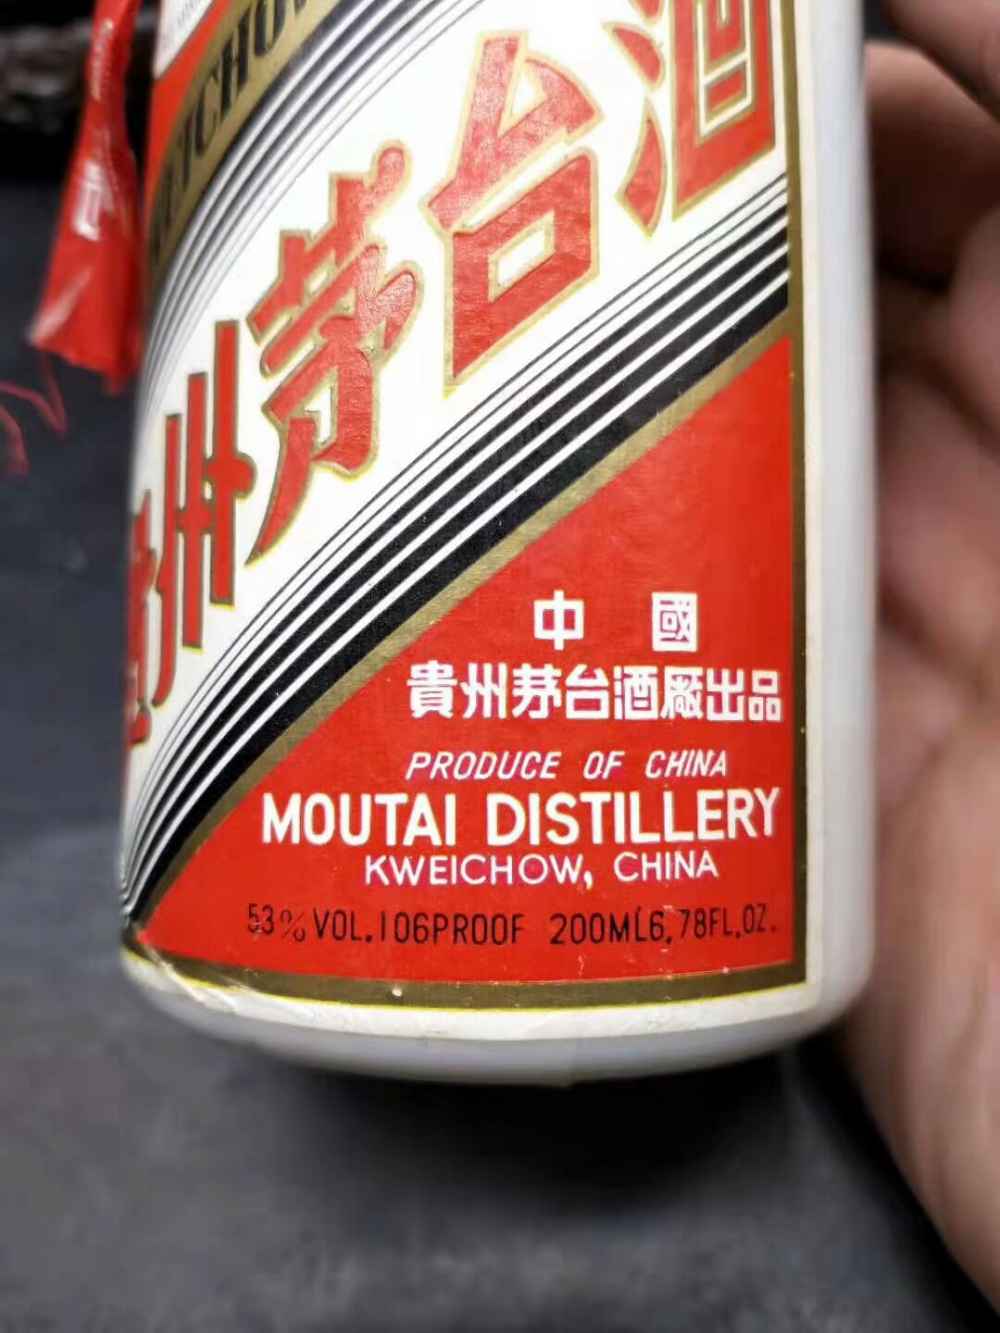 貴州茅台酒
中國
貴州茅台酒廠出品
PRODUCE OF CHINA
MOUTAI DISTILLERY
KWEICHOW, CHINA
53% VOL. 106PROOF 200ML6.78FL.OZ.